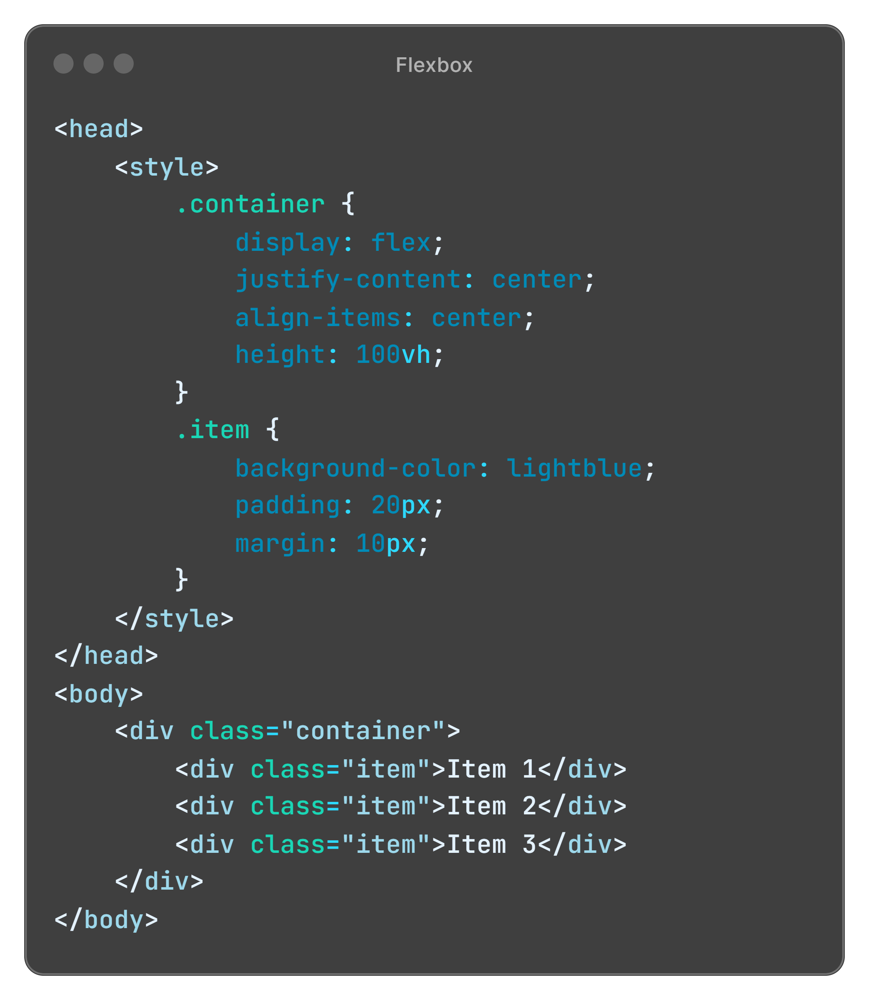 Flexbox
<head>
    <style>
        .container {
            display: flex;
            justify-content: center;
            align-items: center;
            height: 100vh;
        }
        .item {
            background-color: lightblue;
            padding: 20px;
            margin: 10px;
        }
    </style>
</head>
<body>
    <div class="container">
        <div class="item">Item 1</div>
        <div class="item">Item 2</div>
        <div class="item">Item 3</div>
    </div>
</body>